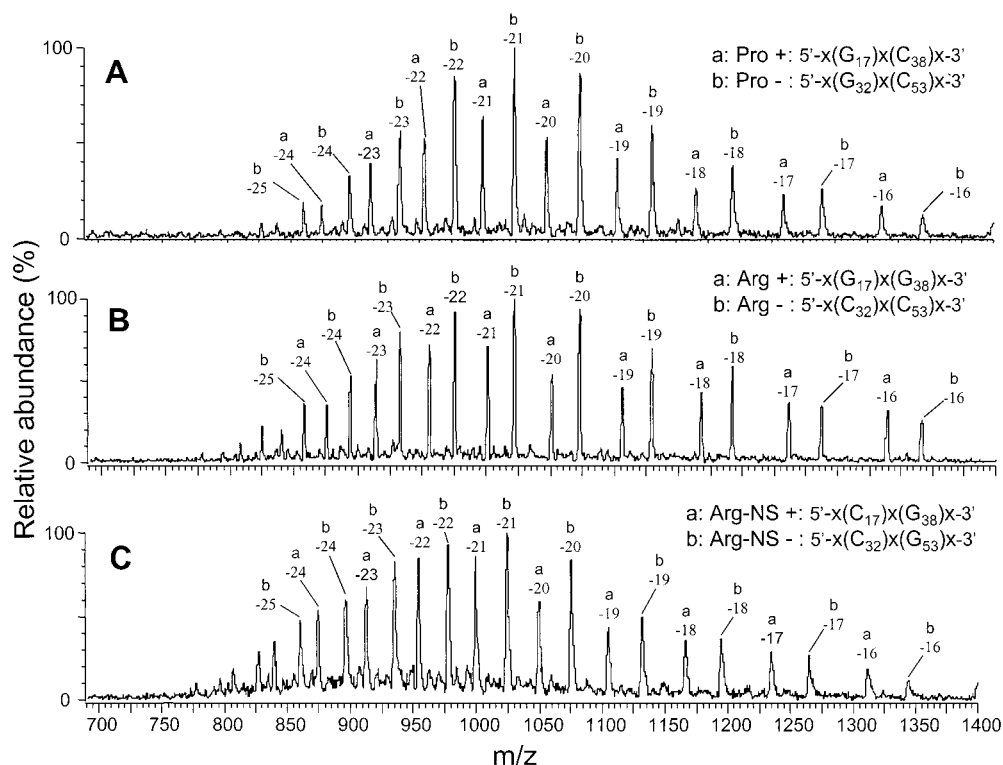 A
a: Pro +: 5'-x(G17)x(C38)x-3'
b: Pro - : 5'-x(G32)x(C53)x-3'
100
0
b -25
a -24
b -24
a -23
b -23
a -22
b -22
a -21
b -21
a -20
b -20
a -19
b -19
a -18
b -18
a -17
b -17
a -16
b -16
B
a: Arg +: 5'-x(G17)x(G38)x-3'
b: Arg - : 5'-x(C32)x(C53)x-3'
100
0
b -25
a -24
b -24
a -23
b -23
a -22
b -22
a -21
b -21
a -20
b -20
a -19
b -19
a -18
b -18
a -17
b -17
a -16
b -16
C
a: Arg-NS +: 5'-x(C17)x(G38)x-3'
b: Arg-NS - : 5'-x(C32)x(G53)x-3'
100
0
b -25
a -24
b -24
a -23
b -23
a -22
b -22
a -21
b -21
a -20
b -20
a -19
b -19
a -18
b -18
a -17
b -17
a -16
b -16
700 750 800 850 900 950 1000 1050 1100 1150 1200 1250 1300 1350 1400
m/z
Relative abundance (%)